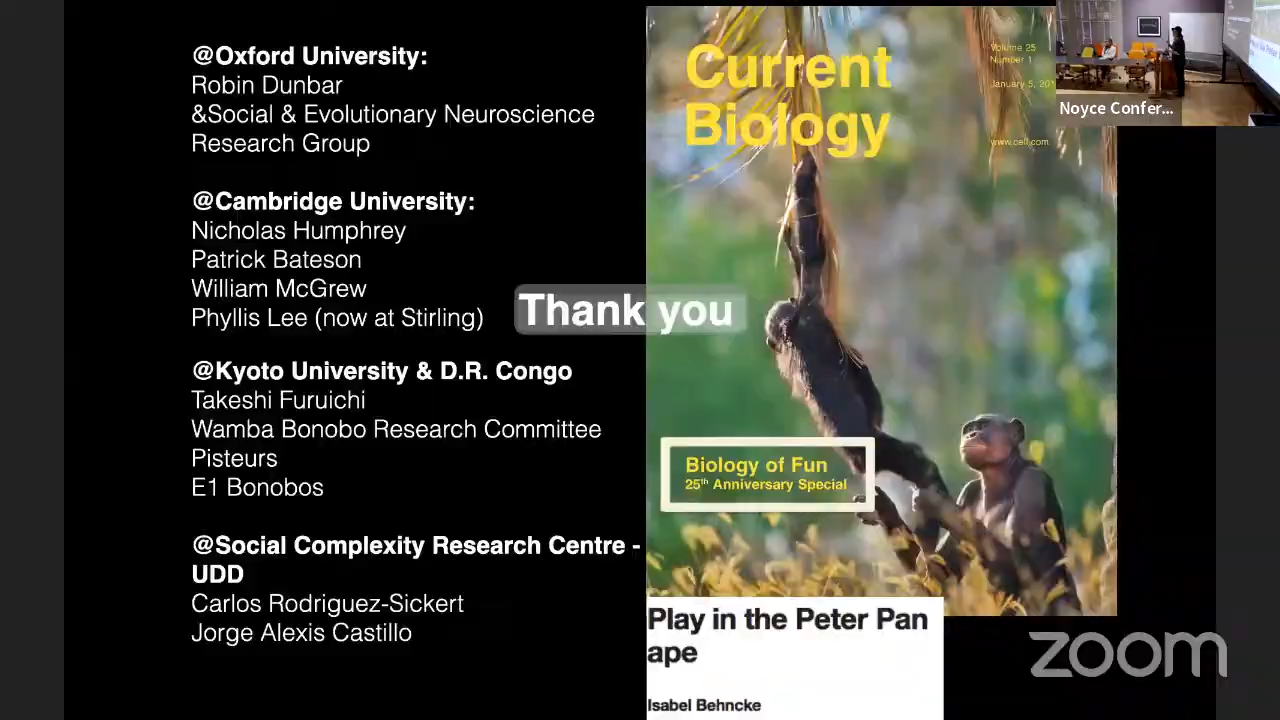 @Oxford University:
Robin Dunbar
&Social & Evolutionary Neuroscience
Research Group
@Cambridge University:
Nicholas Humphrey
Patrick Bateson
William McGrew
Phyllis Lee (now at Stirling)
@Kyoto University & D.R. Congo
Takeshi Furuichi
Wamba Bonobo Research Committee
Pisteurs
E1 Bonobos
@Social Complexity Research Centre -
UDD
Carlos Rodriguez-Sickert
Jorge Alexis Castillo
Thank you
Current
Biology
Volume 25
Number 1
January 5,
www.cell.com
Biology of Fun
25th Anniversary Special
Play in the Peter Pan
ape
Isabel Behncke
Noyce Confer...
zoom